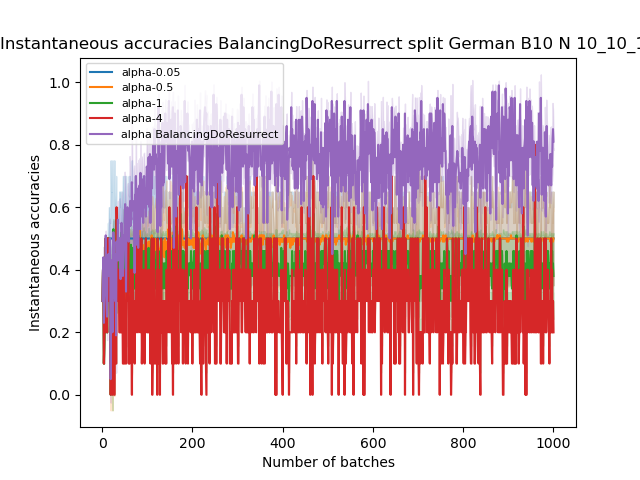 Instantaneous accuracies BalancingDoResurrect split German B10 N 10_10_1
alpha-0.05
alpha-0.5
alpha-1
alpha-4
alpha BalancingDoResurrect
Instantaneous accuracies
1.0
0.8
0.6
0.4
0.2
0.0
0 200 400 600 800 1000
Number of batches